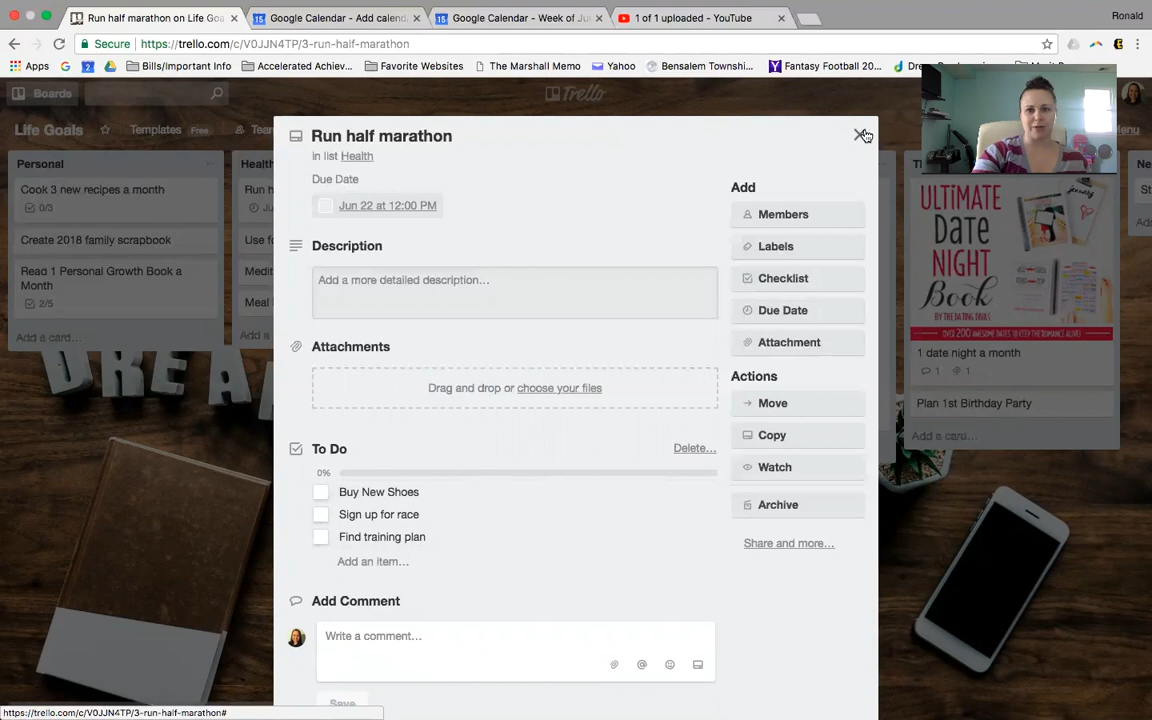 Run half marathon on Life Goa
Google Calendar - Add calend
Google Calendar - Week of Ju
1 of 1 uploaded - YouTube
Ronald
Secure
https://trello.com/c/V0JJN4TP/3-run-half-marathon
Apps
Bills/Important Info
Accelerated Achiev...
Favorite Websites
The Marshall Memo
Yahoo
Bensalem Townshi...
Fantasy Football 20...
Boards
Trello
Life Goals
Templates
Free
Menu
Personal
Cook 3 new recipes a month
0/3
Create 2018 family scrapbook
Read 1 Personal Growth Book a
Month
2/5
Add a card...
Run half marathon
in list Health
Due Date
Jun 22 at 12:00 PM
Description
Add a more detailed description...
Attachments
Drag and drop or choose your files
To Do
Delete...
0%
Buy New Shoes
Sign up for race
Find training plan
Add an item...
Add Comment
Write a comment...
Save
Add
Members
Labels
Checklist
Due Date
Attachment
Actions
Move
Copy
Watch
Archive
Share and more...
ULTIMATE
DATE
NIGHT
BOOK
BY THE DATING DIVAS
OVER 200 AWESOME DATES TO KEEP THE ROMANCE ALIVE!
1 date night a month
1
1
Plan 1st Birthday Party
Add a card...
https://trello.com/c/V0JJN4TP/3-run-half-marathon#